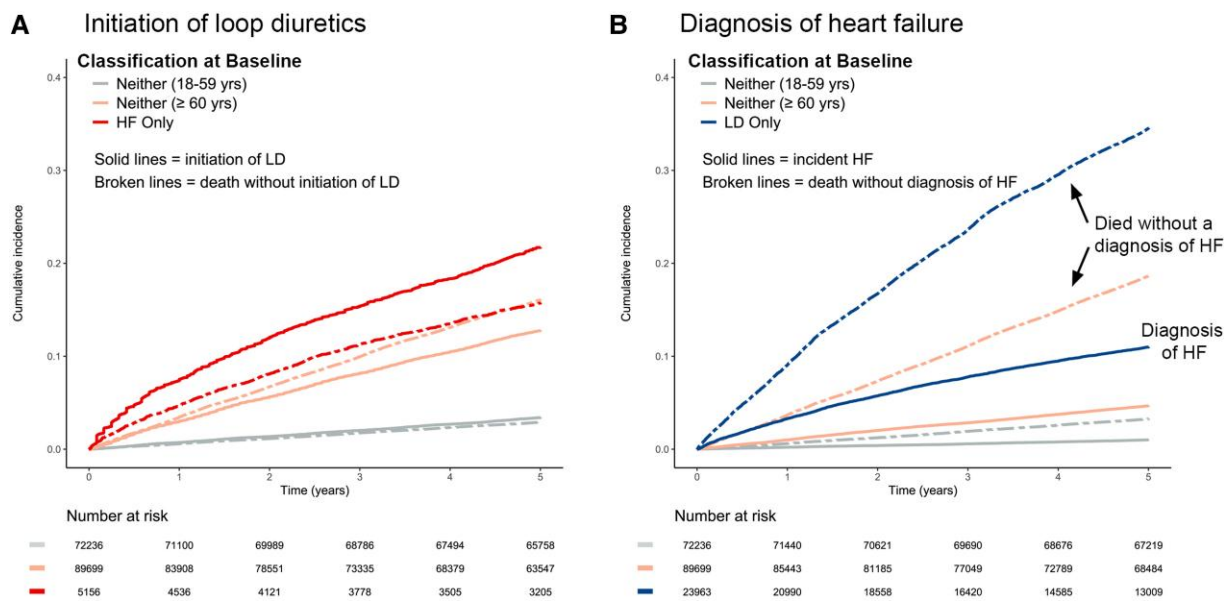 A Initiation of loop diuretics
Classification at Baseline
Neither (18-59 yrs)
Neither (≥ 60 yrs)
HF Only
Solid lines = initiation of LD
Broken lines = death without initiation of LD
Cumulative incidence
0.4
0.3
0.2
0.1
0.0
0 1 2 3 4 5
Time (years)
Number at risk
72236 71100 69989 68786 67494 65758
89699 83908 78551 73335 68379 63547
5156 4536 4121 3778 3505 3205
B Diagnosis of heart failure
Classification at Baseline
Neither (18-59 yrs)
Neither (≥ 60 yrs)
LD Only
Solid lines = incident HF
Broken lines = death without diagnosis of HF
Died without a
diagnosis of HF
Diagnosis
of HF
Cumulative incidence
0.4
0.3
0.2
0.1
0.0
0 1 2 3 4 5
Time (years)
Number at risk
72236 71440 70621 69690 68676 67219
89699 85443 81185 77049 72789 68484
23963 20990 18558 16420 14585 13009